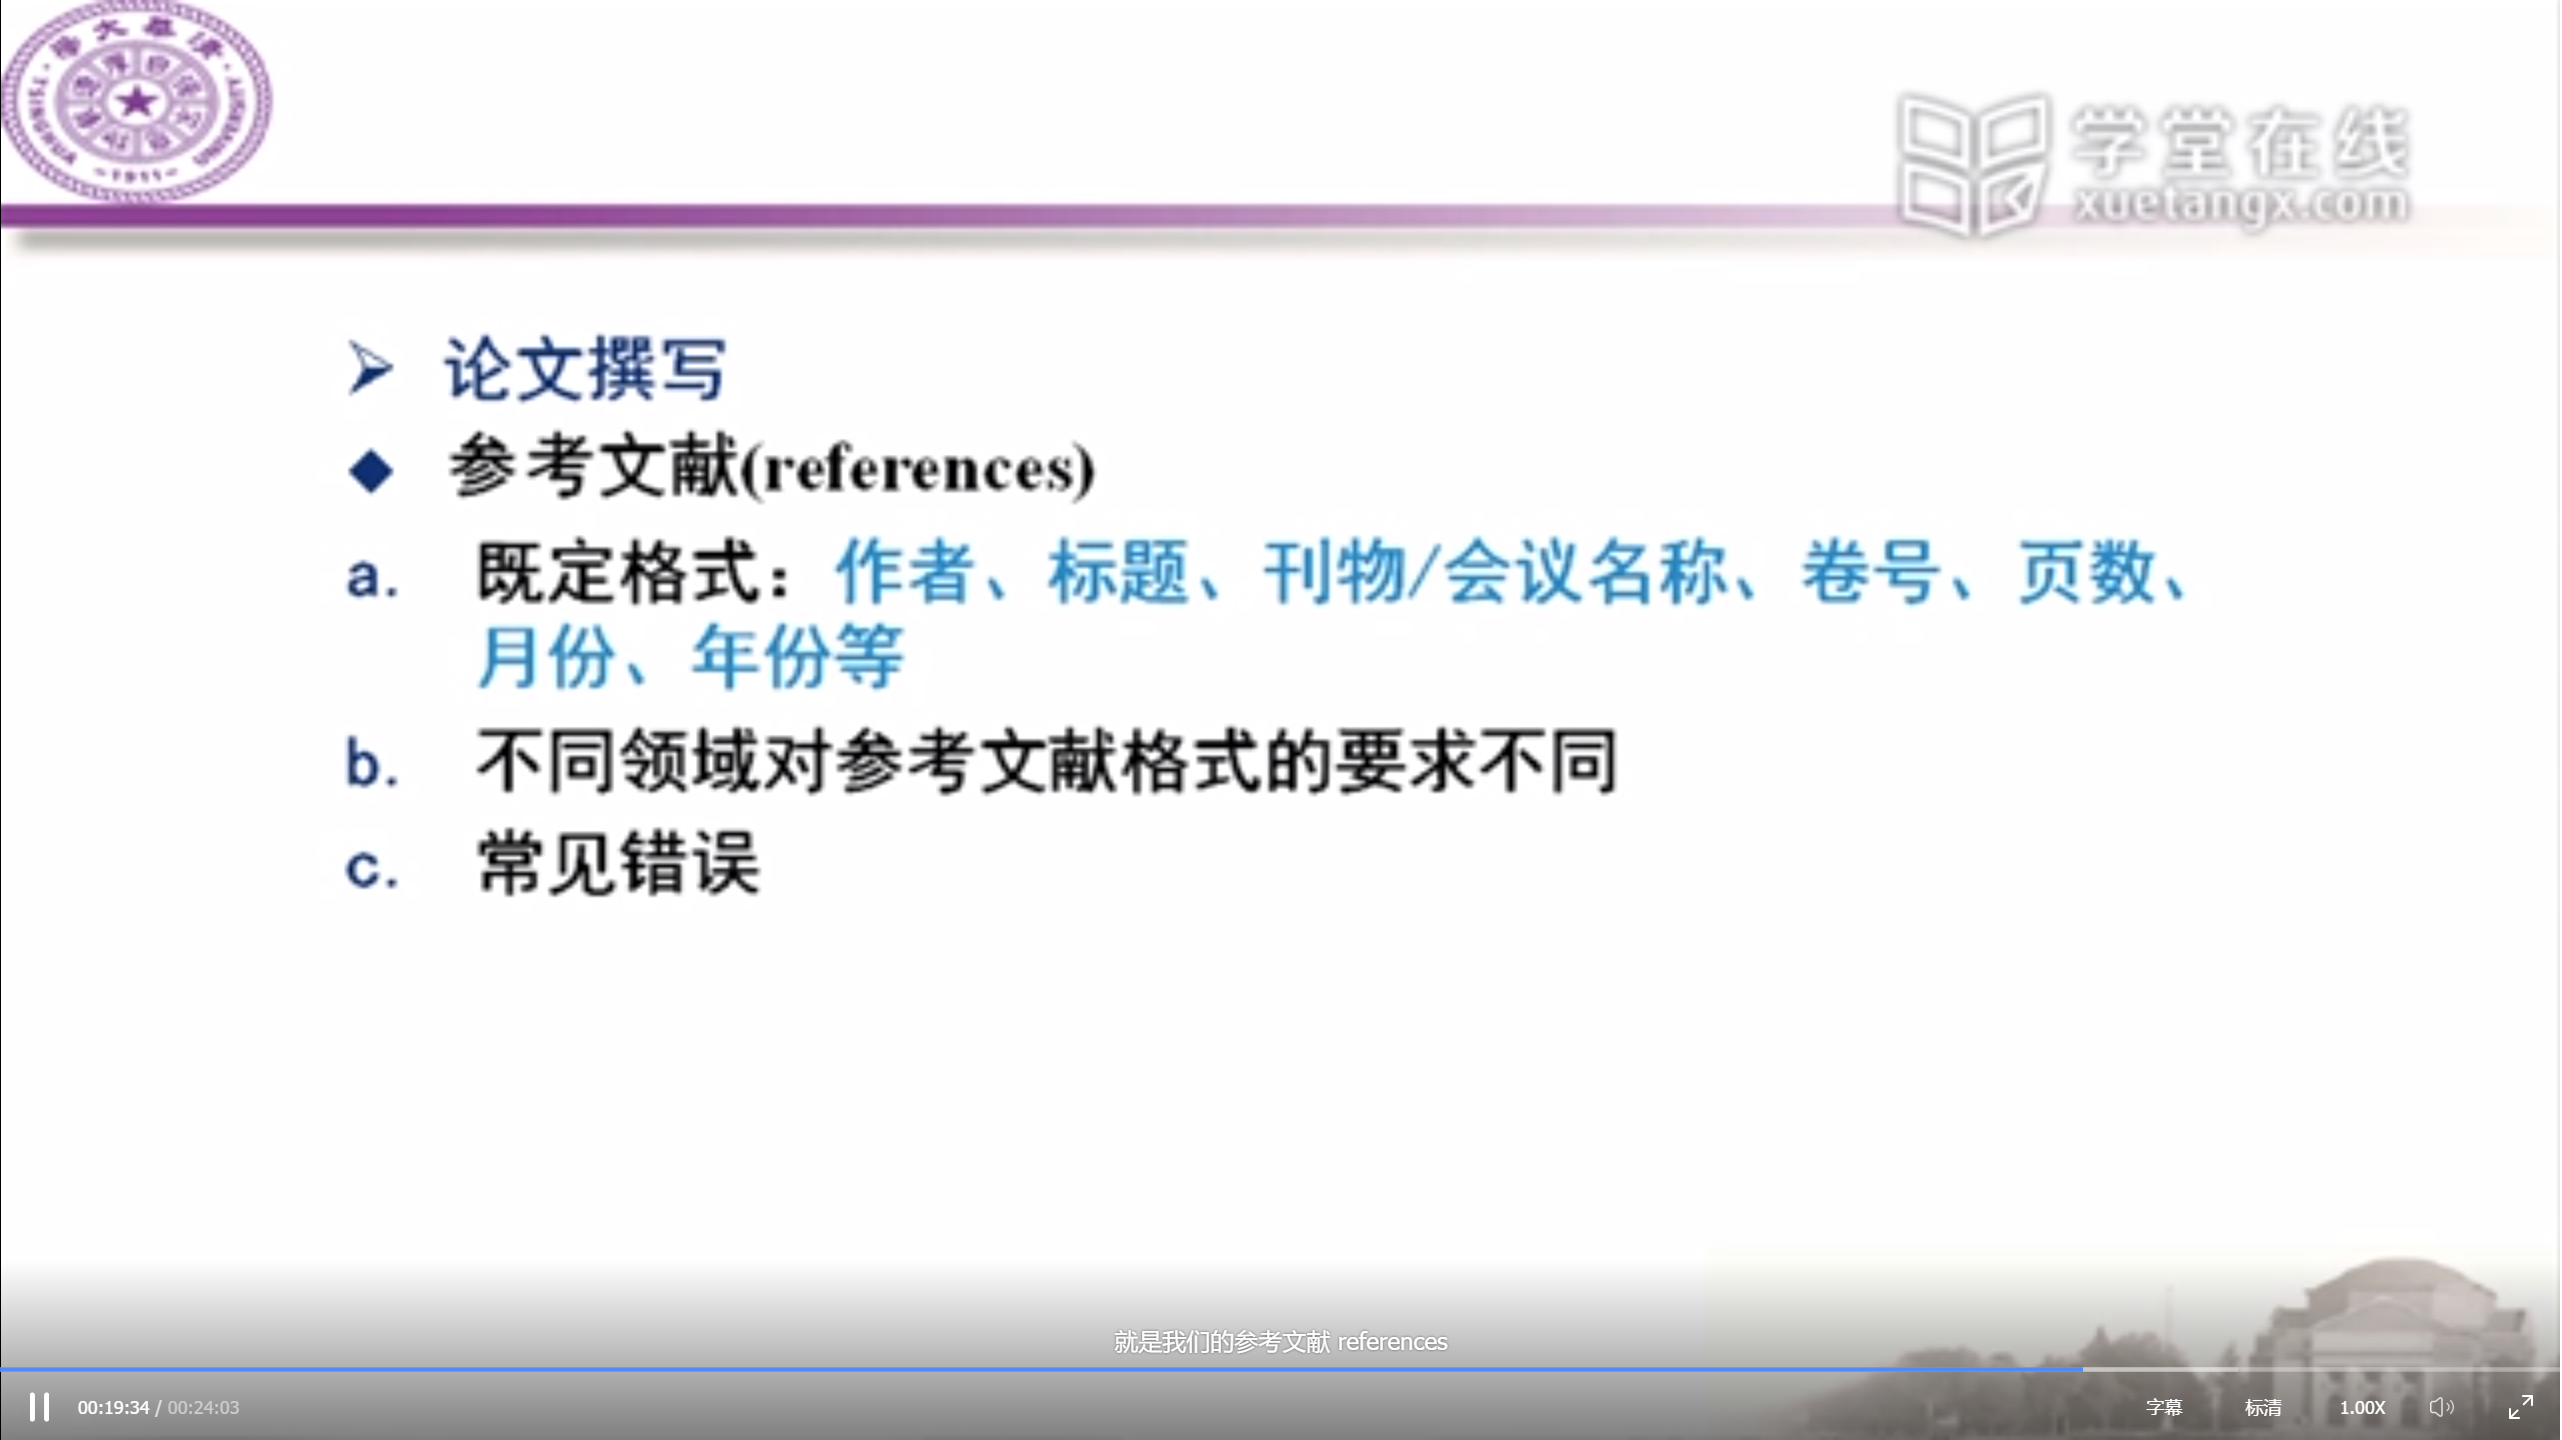 TSINGHUA UNIVERSITY
-1911-
学堂在线
xuetangx.com
论文撰写
参考文献(references)
a. 既定格式：作者、标题、刊物/会议名称、卷号、页数、
月份、年份等
b. 不同领域对参考文献格式的要求不同
c. 常见错误
就是我们的参考文献 references
00:19:34 / 00:24:03
字幕 标清 1.00X